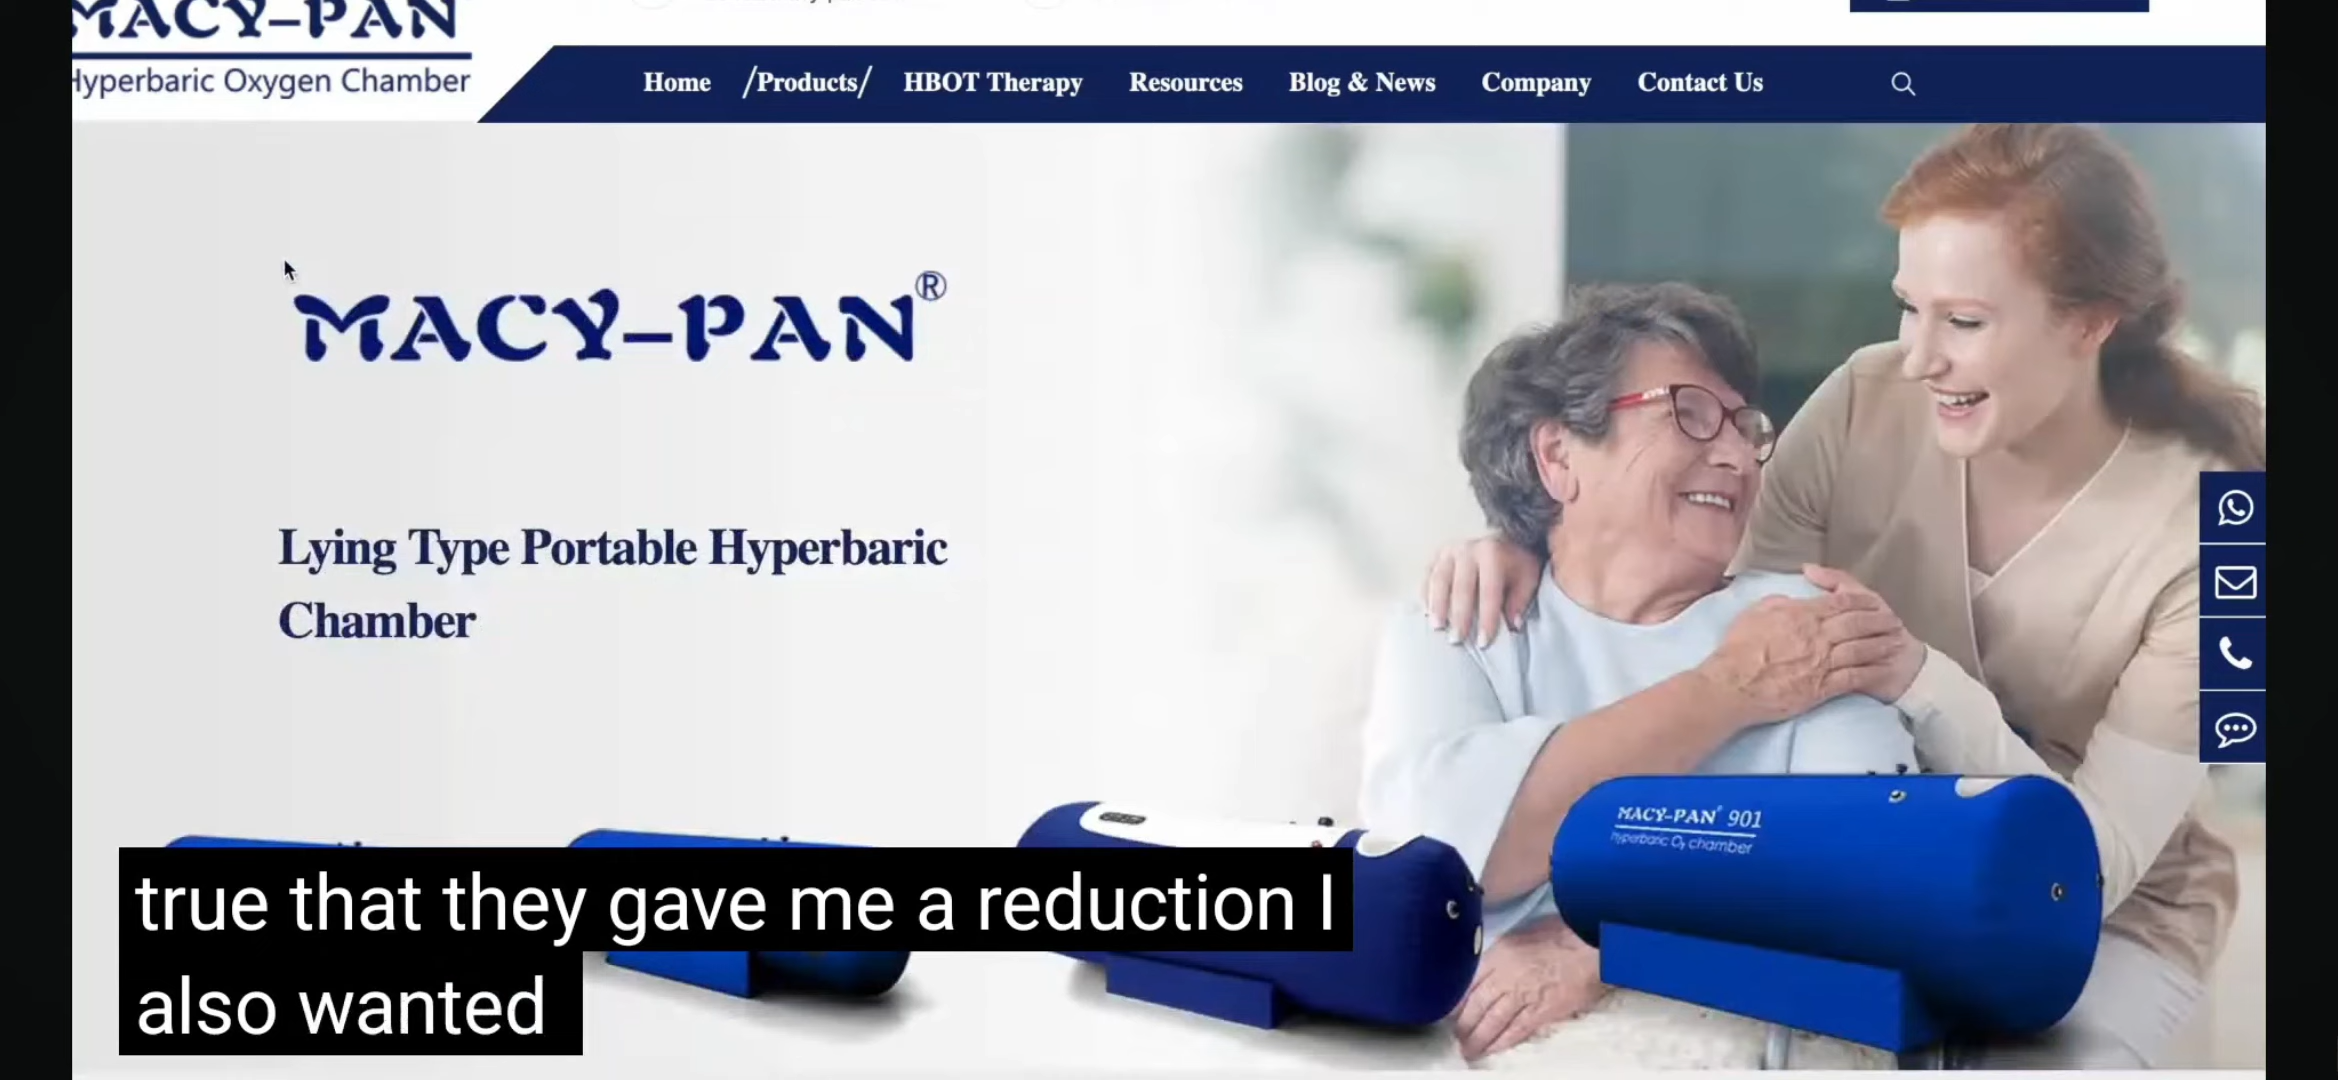 MACY-PAN
Hyperbaric Oxygen Chamber
Home /Products/ HBOT Therapy Resources Blog & News Company Contact Us
MACY-PAN®
Lying Type Portable Hyperbaric
Chamber
MACY-PAN® 901
hyperbaric O₂ chamber
true that they gave me a reduction I
also wanted